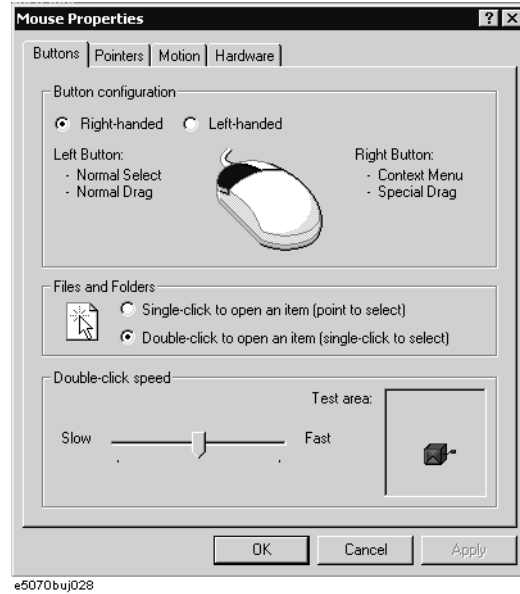 Mouse Properties
? X
Buttons Pointers Motion Hardware
Button configuration
Right-handed Left-handed
Left Button:
- Normal Select
- Normal Drag
Right Button:
- Context Menu
- Special Drag
Files and Folders
Single-click to open an item (point to select)
Double-click to open an item (single-click to select)
Double-click speed
Test area:
Slow Fast
OK Cancel Apply
e5070buj028